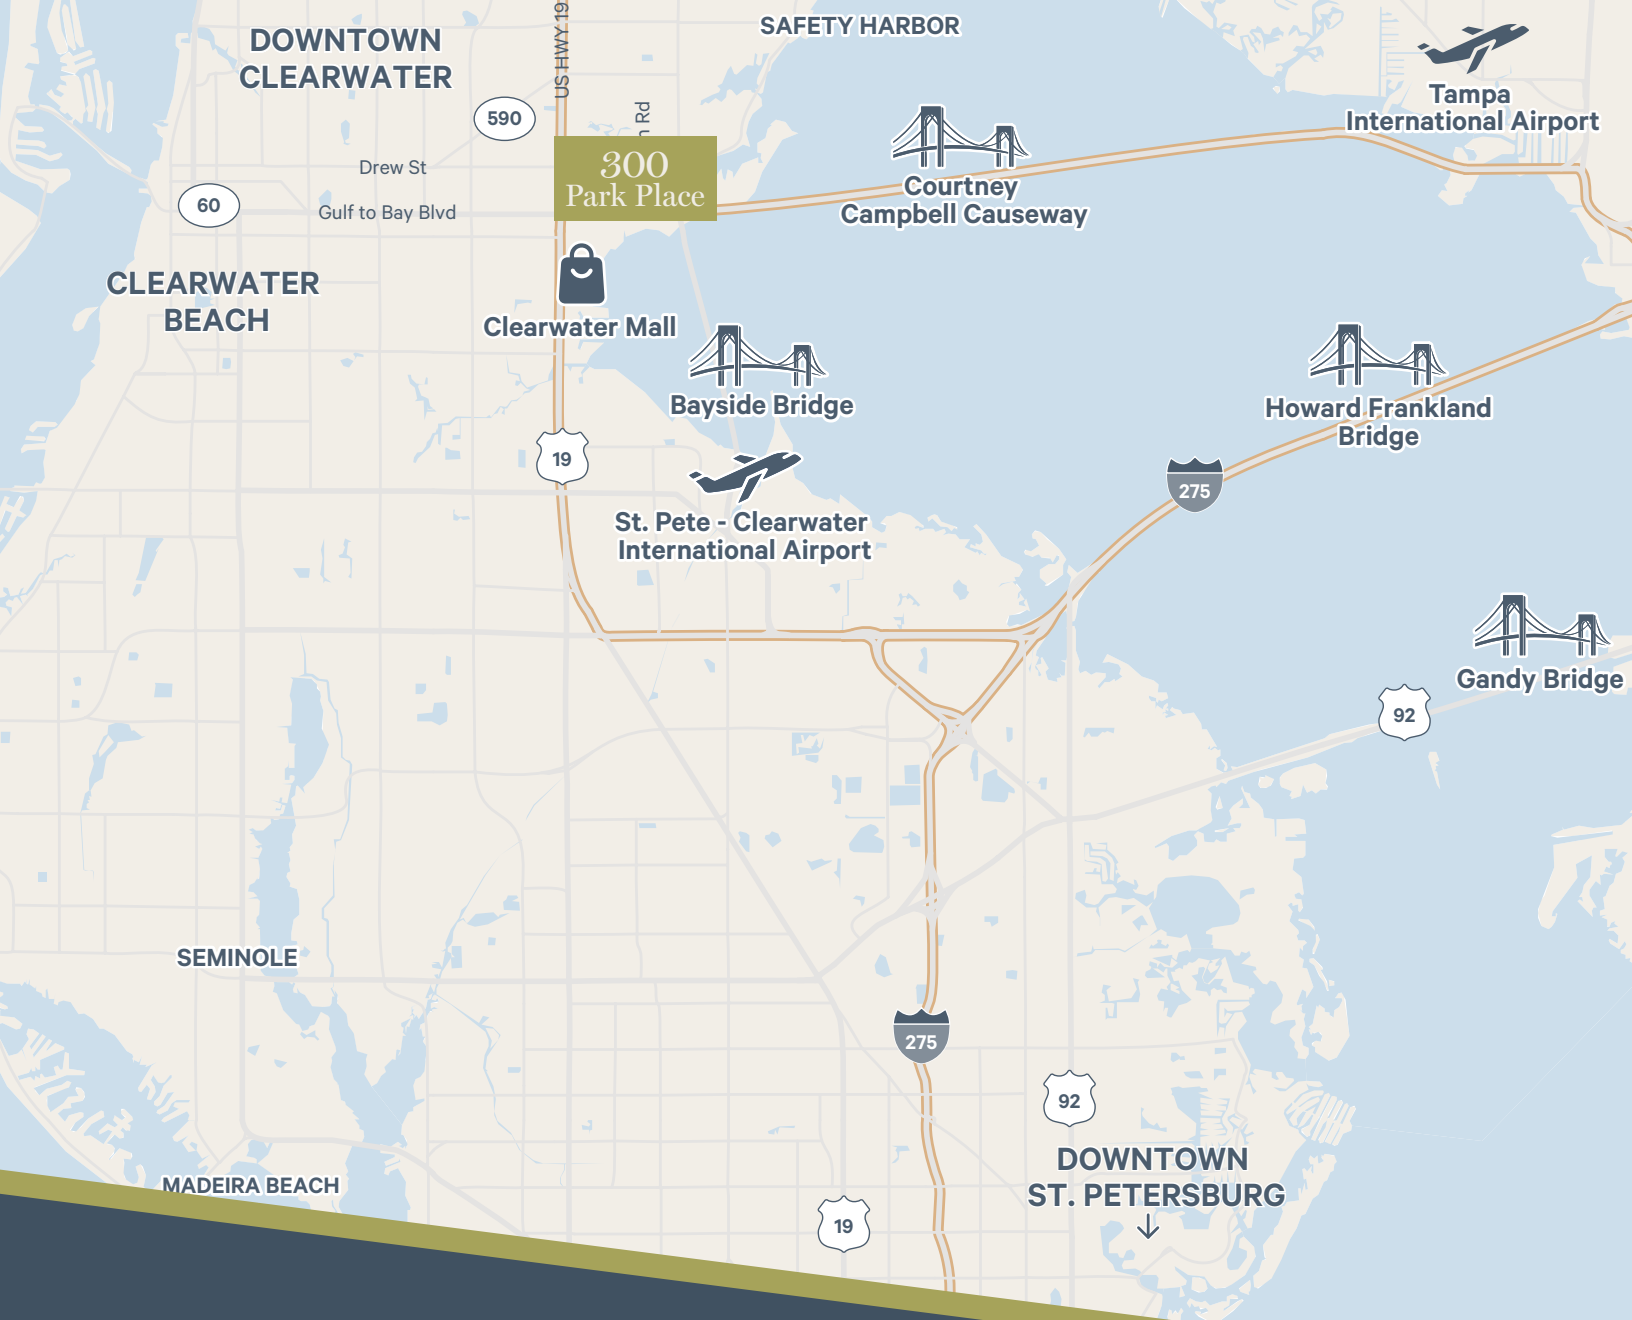 SAFETY HARBOR
DOWNTOWN
CLEARWATER
US HWY 19
590
n Rd
Tampa
International Airport
Drew St
300
Park Place
60
Gulf to Bay Blvd
Courtney
Campbell Causeway
CLEARWATER
BEACH
Clearwater Mall
Bayside Bridge
Howard Frankland
Bridge
19
275
St. Pete - Clearwater
International Airport
Gandy Bridge
92
SEMINOLE
275
92
DOWNTOWN
ST. PETERSBURG
MADEIRA BEACH
19